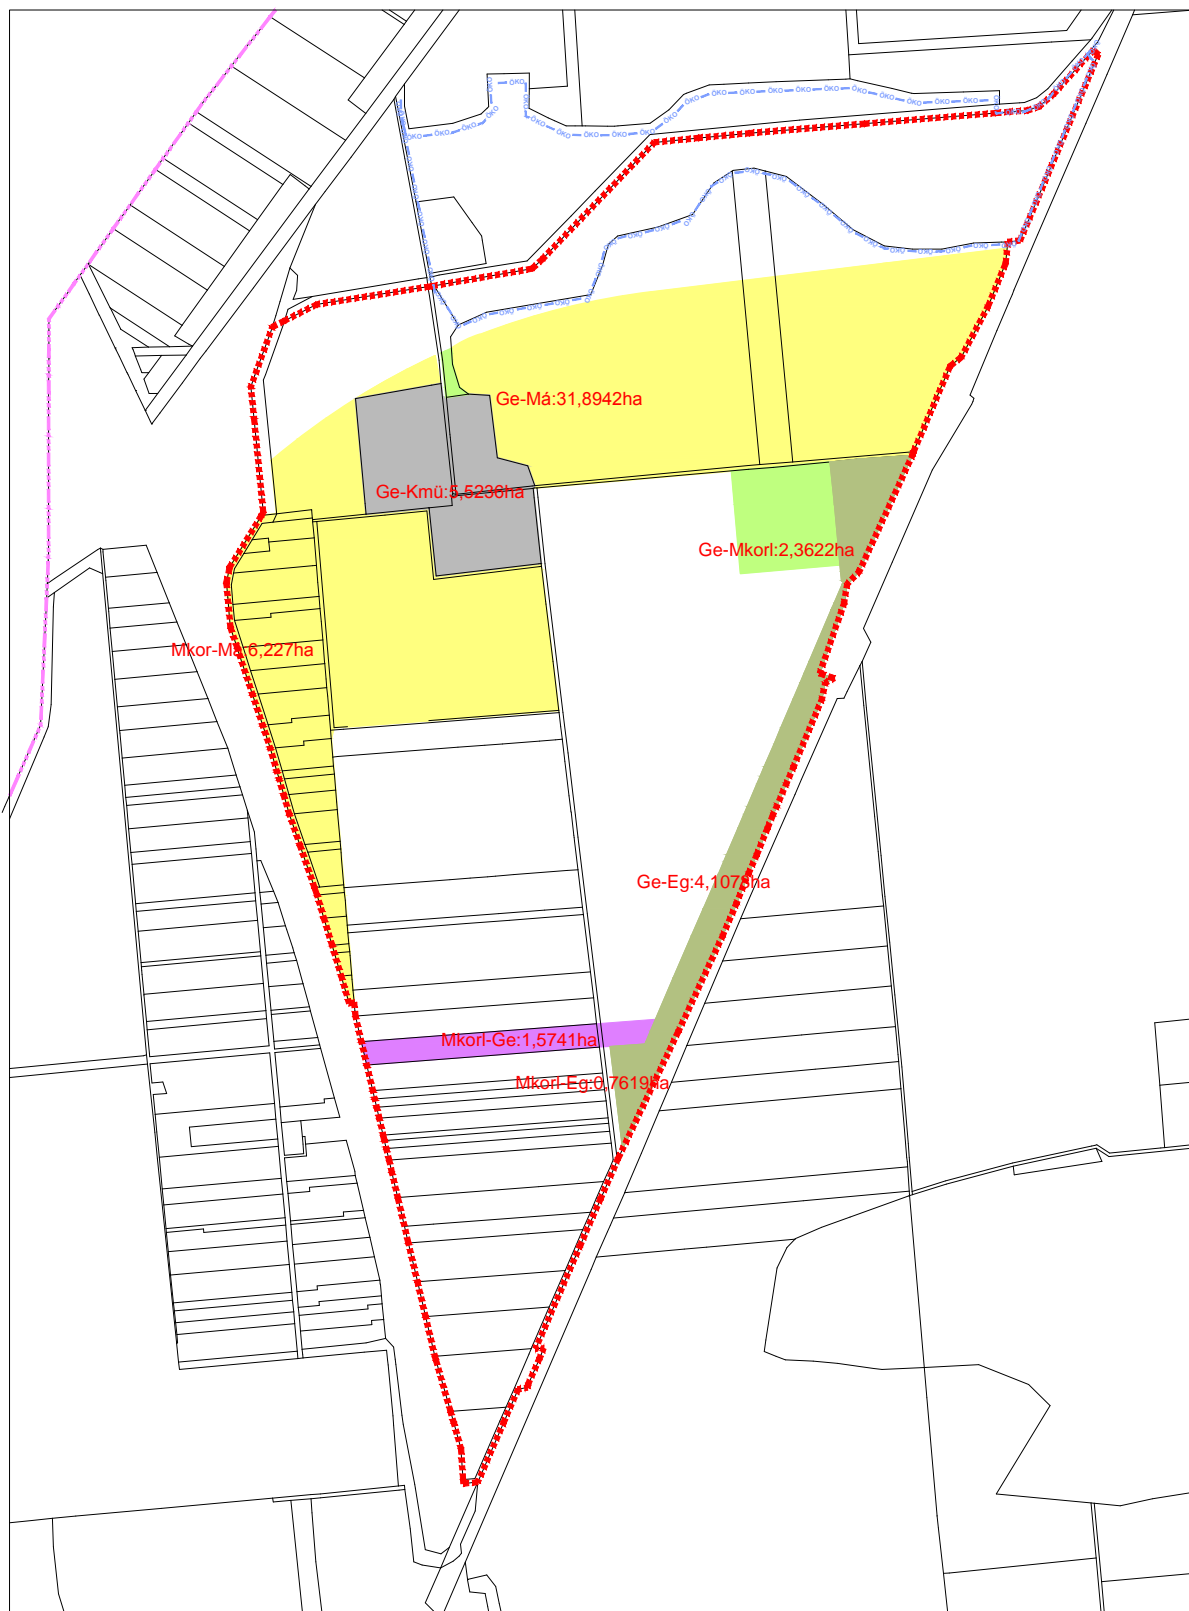 Ge-Má:31,8942ha
Ge-Kmü:5,5236ha
Ge-Mkorl:2,3622ha
Mkor-Má 6,227ha
Ge-Eg:4,1078ha
Mkorl-Ge:1,5741ha
Mkorl-Eg:0,7619ha
ÖKO